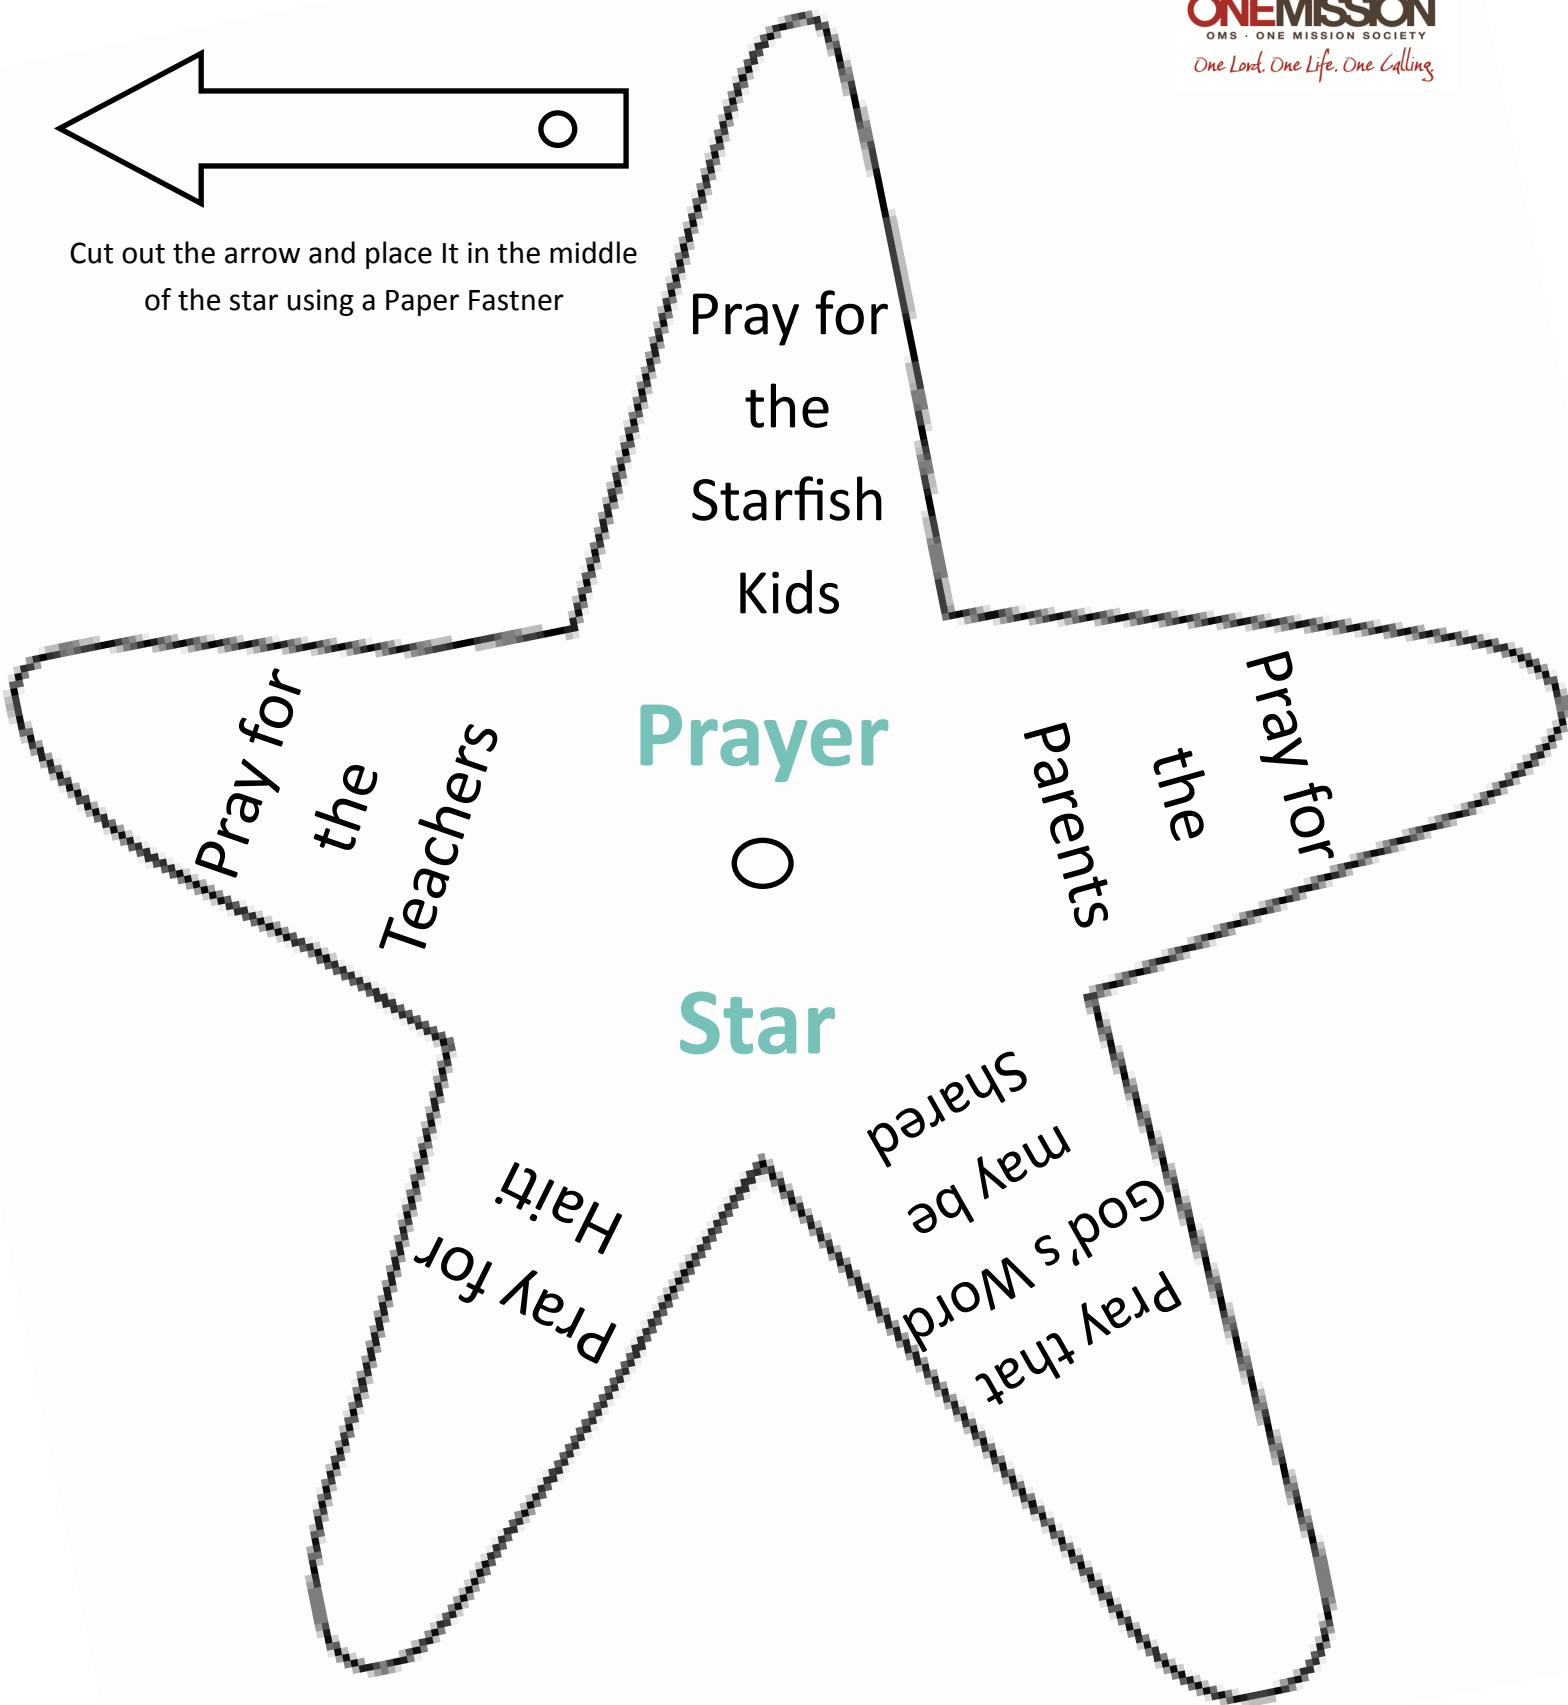 ONEMISSION
OMS · ONE MISSION SOCIETY
One Lord. One Life. One Calling.
Cut out the arrow and place It in the middle
of the star using a Paper Fastner
Pray for
the
Starfish
Kids
Pray for
the
Teachers
Prayer
Star
Pray for
the
Parents
Pray for
Haiti
Pray that
God's Word
may be
Shared